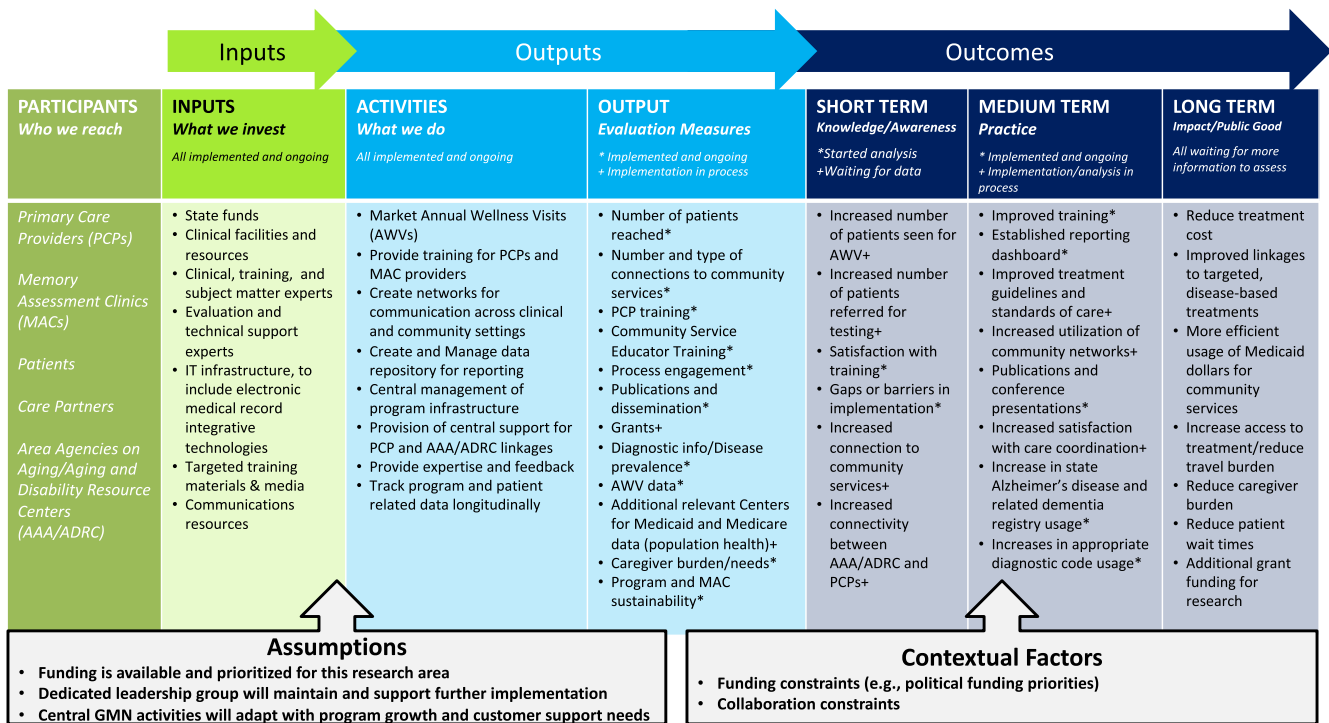 Inputs
Outputs
Outcomes
PARTICIPANTS
Who we reach
INPUTS
What we invest
All implemented and ongoing
ACTIVITIES
What we do
All implemented and ongoing
OUTPUT
Evaluation Measures
* Implemented and ongoing
+ Implementation in process
SHORT TERM
Knowledge/Awareness
*Started analysis
+Waiting for data
MEDIUM TERM
Practice
* Implemented and ongoing
+ Implementation/analysis in
process
LONG TERM
Impact/Public Good
All waiting for more
information to assess
Primary Care
Providers (PCPs)
Memory
Assessment Clinics
(MACs)
Patients
Care Partners
Area Agencies on
Aging/Aging and
Disability Resource
Centers
(AAA/ADRC)
• State funds
• Clinical facilities and
resources
• Clinical, training, and
subject matter experts
• Evaluation and
technical support
experts
• IT infrastructure, to
include electronic
medical record
integrative
technologies
• Targeted training
materials & media
• Communications
resources
• Market Annual Wellness Visits
(AWVs)
• Provide training for PCPs and
MAC providers
• Create networks for
communication across clinical
and community settings
• Create and Manage data
repository for reporting
• Central management of
program infrastructure
• Provision of central support for
PCP and AAA/ADRC linkages
• Provide expertise and feedback
• Track program and patient
related data longitudinally
• Number of patients
reached*
• Number and type of
connections to community
services*
• PCP training*
• Community Service
Educator Training*
• Process engagement*
• Publications and
dissemination*
• Grants+
• Diagnostic info/Disease
prevalence*
• AWV data*
• Additional relevant Centers
for Medicaid and Medicare
data (population health)+
• Caregiver burden/needs*
• Program and MAC
sustainability*
• Increased number
of patients seen for
AWV+
• Increased number
of patients
referred for
testing+
• Satisfaction with
training*
• Gaps or barriers in
implementation*
• Increased
connection to
community
services+
• Increased
connectivity
between
AAA/ADRC and
PCPs+
• Improved training*
• Established reporting
dashboard*
• Improved treatment
guidelines and
standards of care+
• Increased utilization of
community networks+
• Publications and
conference
presentations*
• Increased satisfaction
with care coordination+
• Increase in state
Alzheimer's disease and
related dementia
registry usage*
• Increases in appropriate
diagnostic code usage*
• Reduce treatment
cost
• Improved linkages
to targeted,
disease-based
treatments
• More efficient
usage of Medicaid
dollars for
community
services
• Increase access to
treatment/reduce
travel burden
• Reduce caregiver
burden
• Reduce patient
wait times
• Additional grant
funding for
research
Assumptions
• Funding is available and prioritized for this research area
• Dedicated leadership group will maintain and support further implementation
• Central GMN activities will adapt with program growth and customer support needs
Contextual Factors
• Funding constraints (e.g., political funding priorities)
• Collaboration constraints